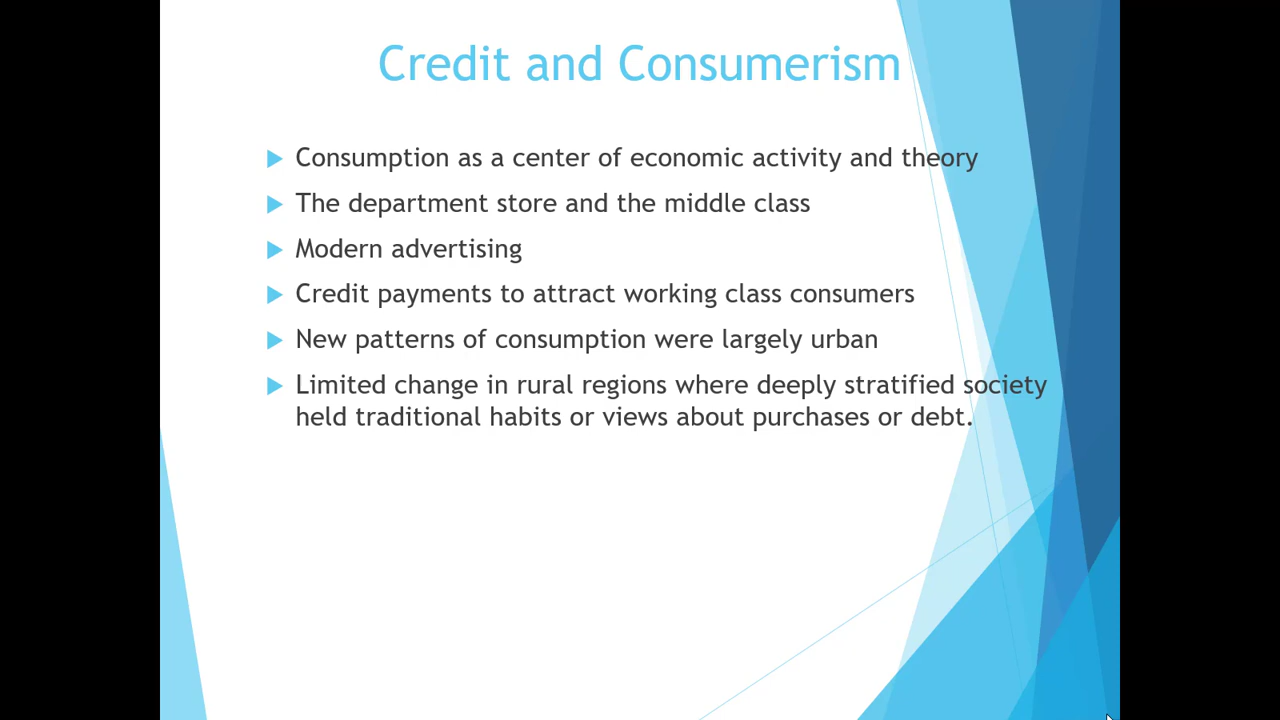 Credit and Consumerism
Consumption as a center of economic activity and theory
The department store and the middle class
Modern advertising
Credit payments to attract working class consumers
New patterns of consumption were largely urban
Limited change in rural regions where deeply stratified society
held traditional habits or views about purchases or debt.